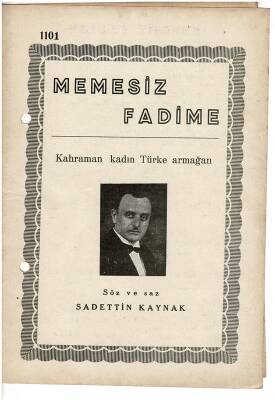 1101
MEMESİZ
FADİME
Kahraman kadın Türke armağan
Söz ve saz
SADETTİN KAYNAK